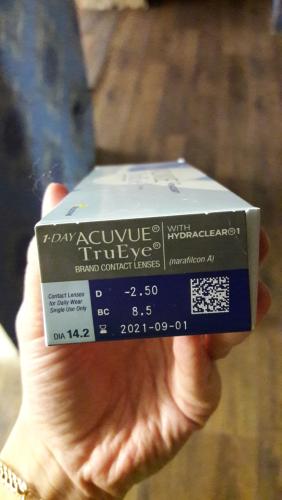 1-DAY ACUVUE®
TruEye®
BRAND CONTACT LENSES
WITH
HYDRACLEAR®1
(narafilcon A)
Contact Lenses
for Daily Wear
Single Use Only
DIA 14.2
D -2.50
BC 8.5
2021-09-01